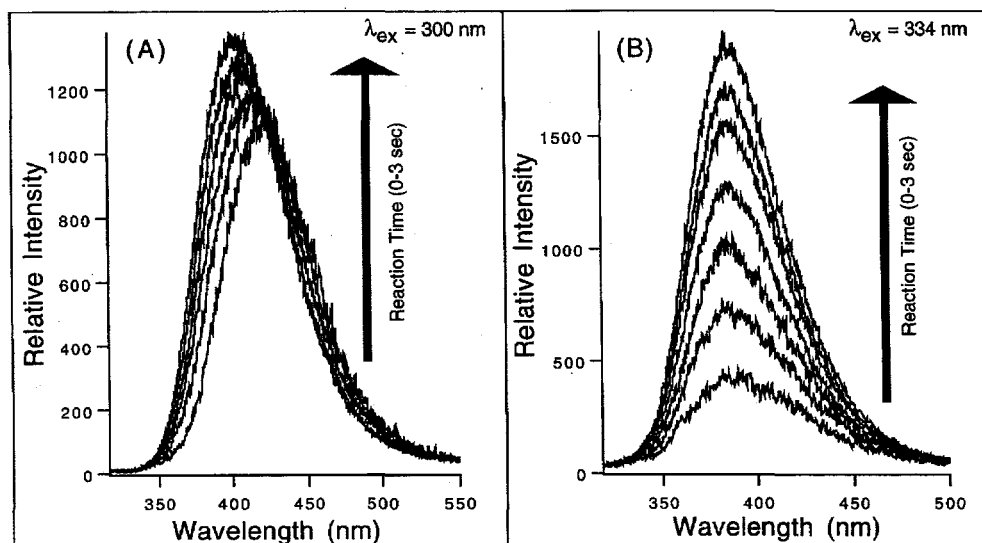 (A)
λex = 300 nm
Relative Intensity
1200
1000
800
600
400
200
0
Reaction Time (0-3 sec)
350 400 450 500 550
Wavelength (nm)
(B)
λex = 334 nm
Relative Intensity
1500
1000
500
0
Reaction Time (0-3 sec)
350 400 450 500
Wavelength (nm)